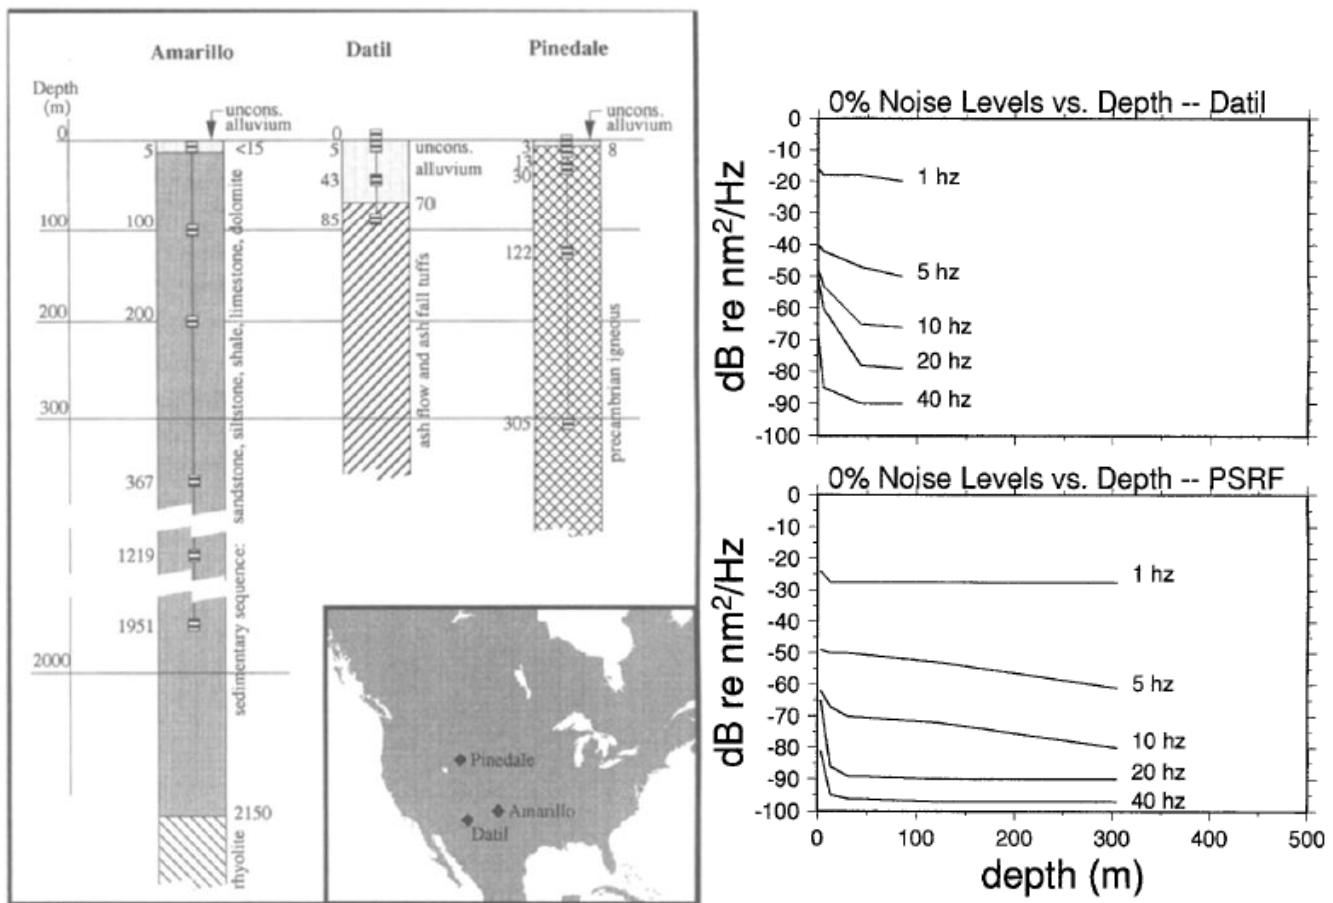 Amarillo
Datil
Pinedale
Depth
(m)
uncons.
alluvium
0
5
<15
100
100
200
200
300
367
1219
1951
2000
2150
sedimentary sequence: sandstone, siltstone, shale, limestone, dolomite
rhyolite
0
5
uncons.
alluvium
43
70
85
ash flow and ash fall tuffs
uncons.
alluvium
3
8
13
30
122
305
precambrian igneous
Pinedale
Amarillo
Datil
0% Noise Levels vs. Depth -- Datil
dB re nm²/Hz
0
-10
-20
-30
-40
-50
-60
-70
-80
-90
-100
1 hz
5 hz
10 hz
20 hz
40 hz
0% Noise Levels vs. Depth -- PSRF
dB re nm²/Hz
0
-10
-20
-30
-40
-50
-60
-70
-80
-90
-100
1 hz
5 hz
10 hz
20 hz
40 hz
0 100 200 300 400 500
depth (m)